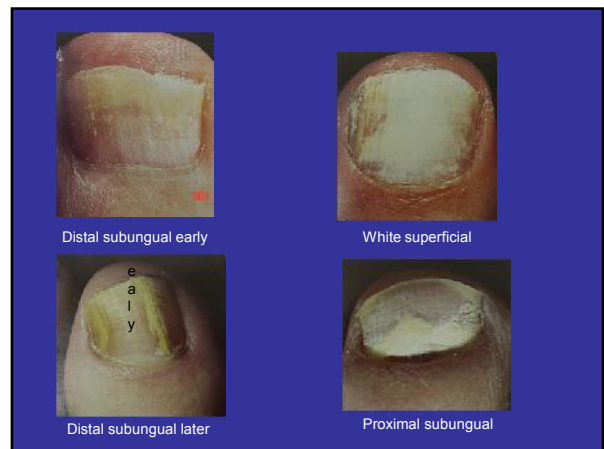 Distal subungual early
White superficial
e
a
l
y
Distal subungual later
Proximal subungual